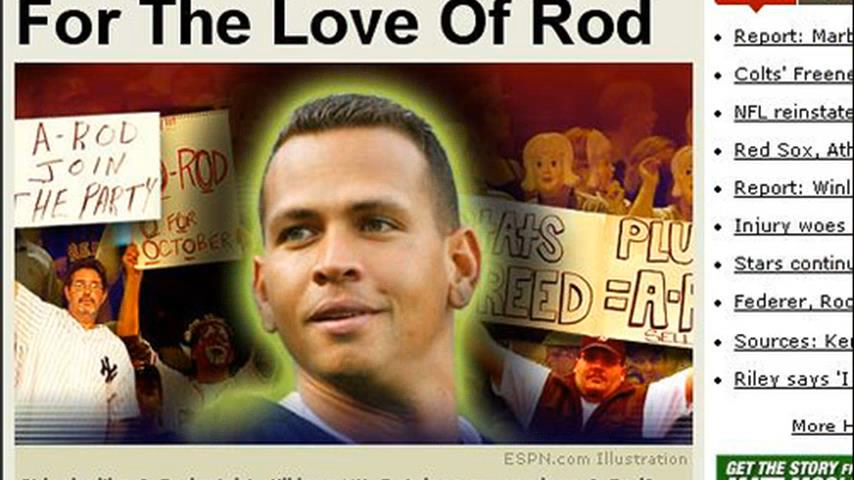 For The Love Of Rod
A-ROD
JOIN
THE PARTY
-ROD
FOR
OCTOBER
PLU
REED = A-R
SELL
ESPN.com Illustration
Report: Marb
Colts' Freene
NFL reinstate
Red Sox, Ath
Report: Winl
Injury woes
Stars continu
Federer, Roc
Sources: Ke
Riley says 'I
More H
GET THE STORY